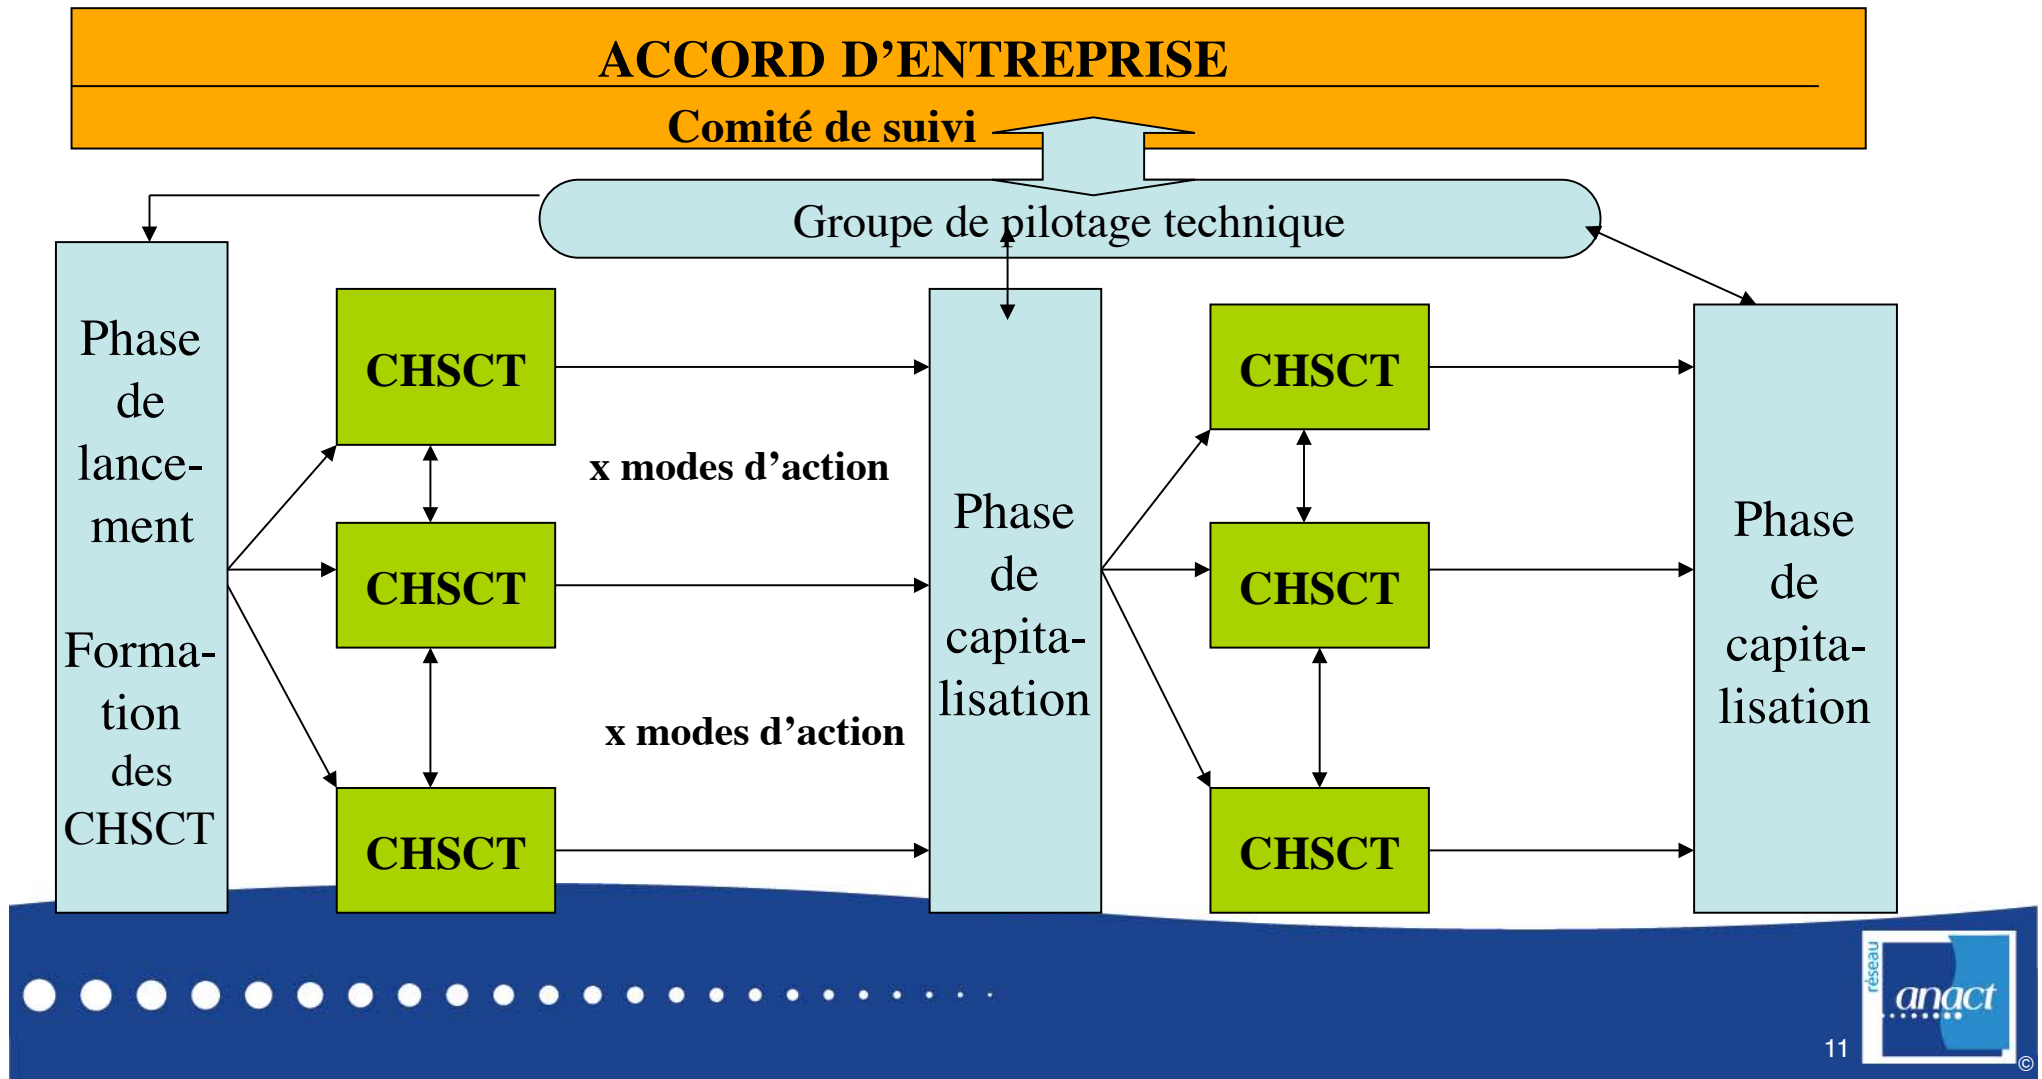 ACCORD D’ENTREPRISE
Comité de suivi
Groupe de pilotage technique
Phase
de
lance-
ment
Forma-
tion
des
CHSCT
CHSCT
x modes d’action
CHSCT
x modes d’action
CHSCT
Phase
de
capita-
lisation
CHSCT
CHSCT
CHSCT
Phase
de
capita-
lisation
réseau
anact
11
©